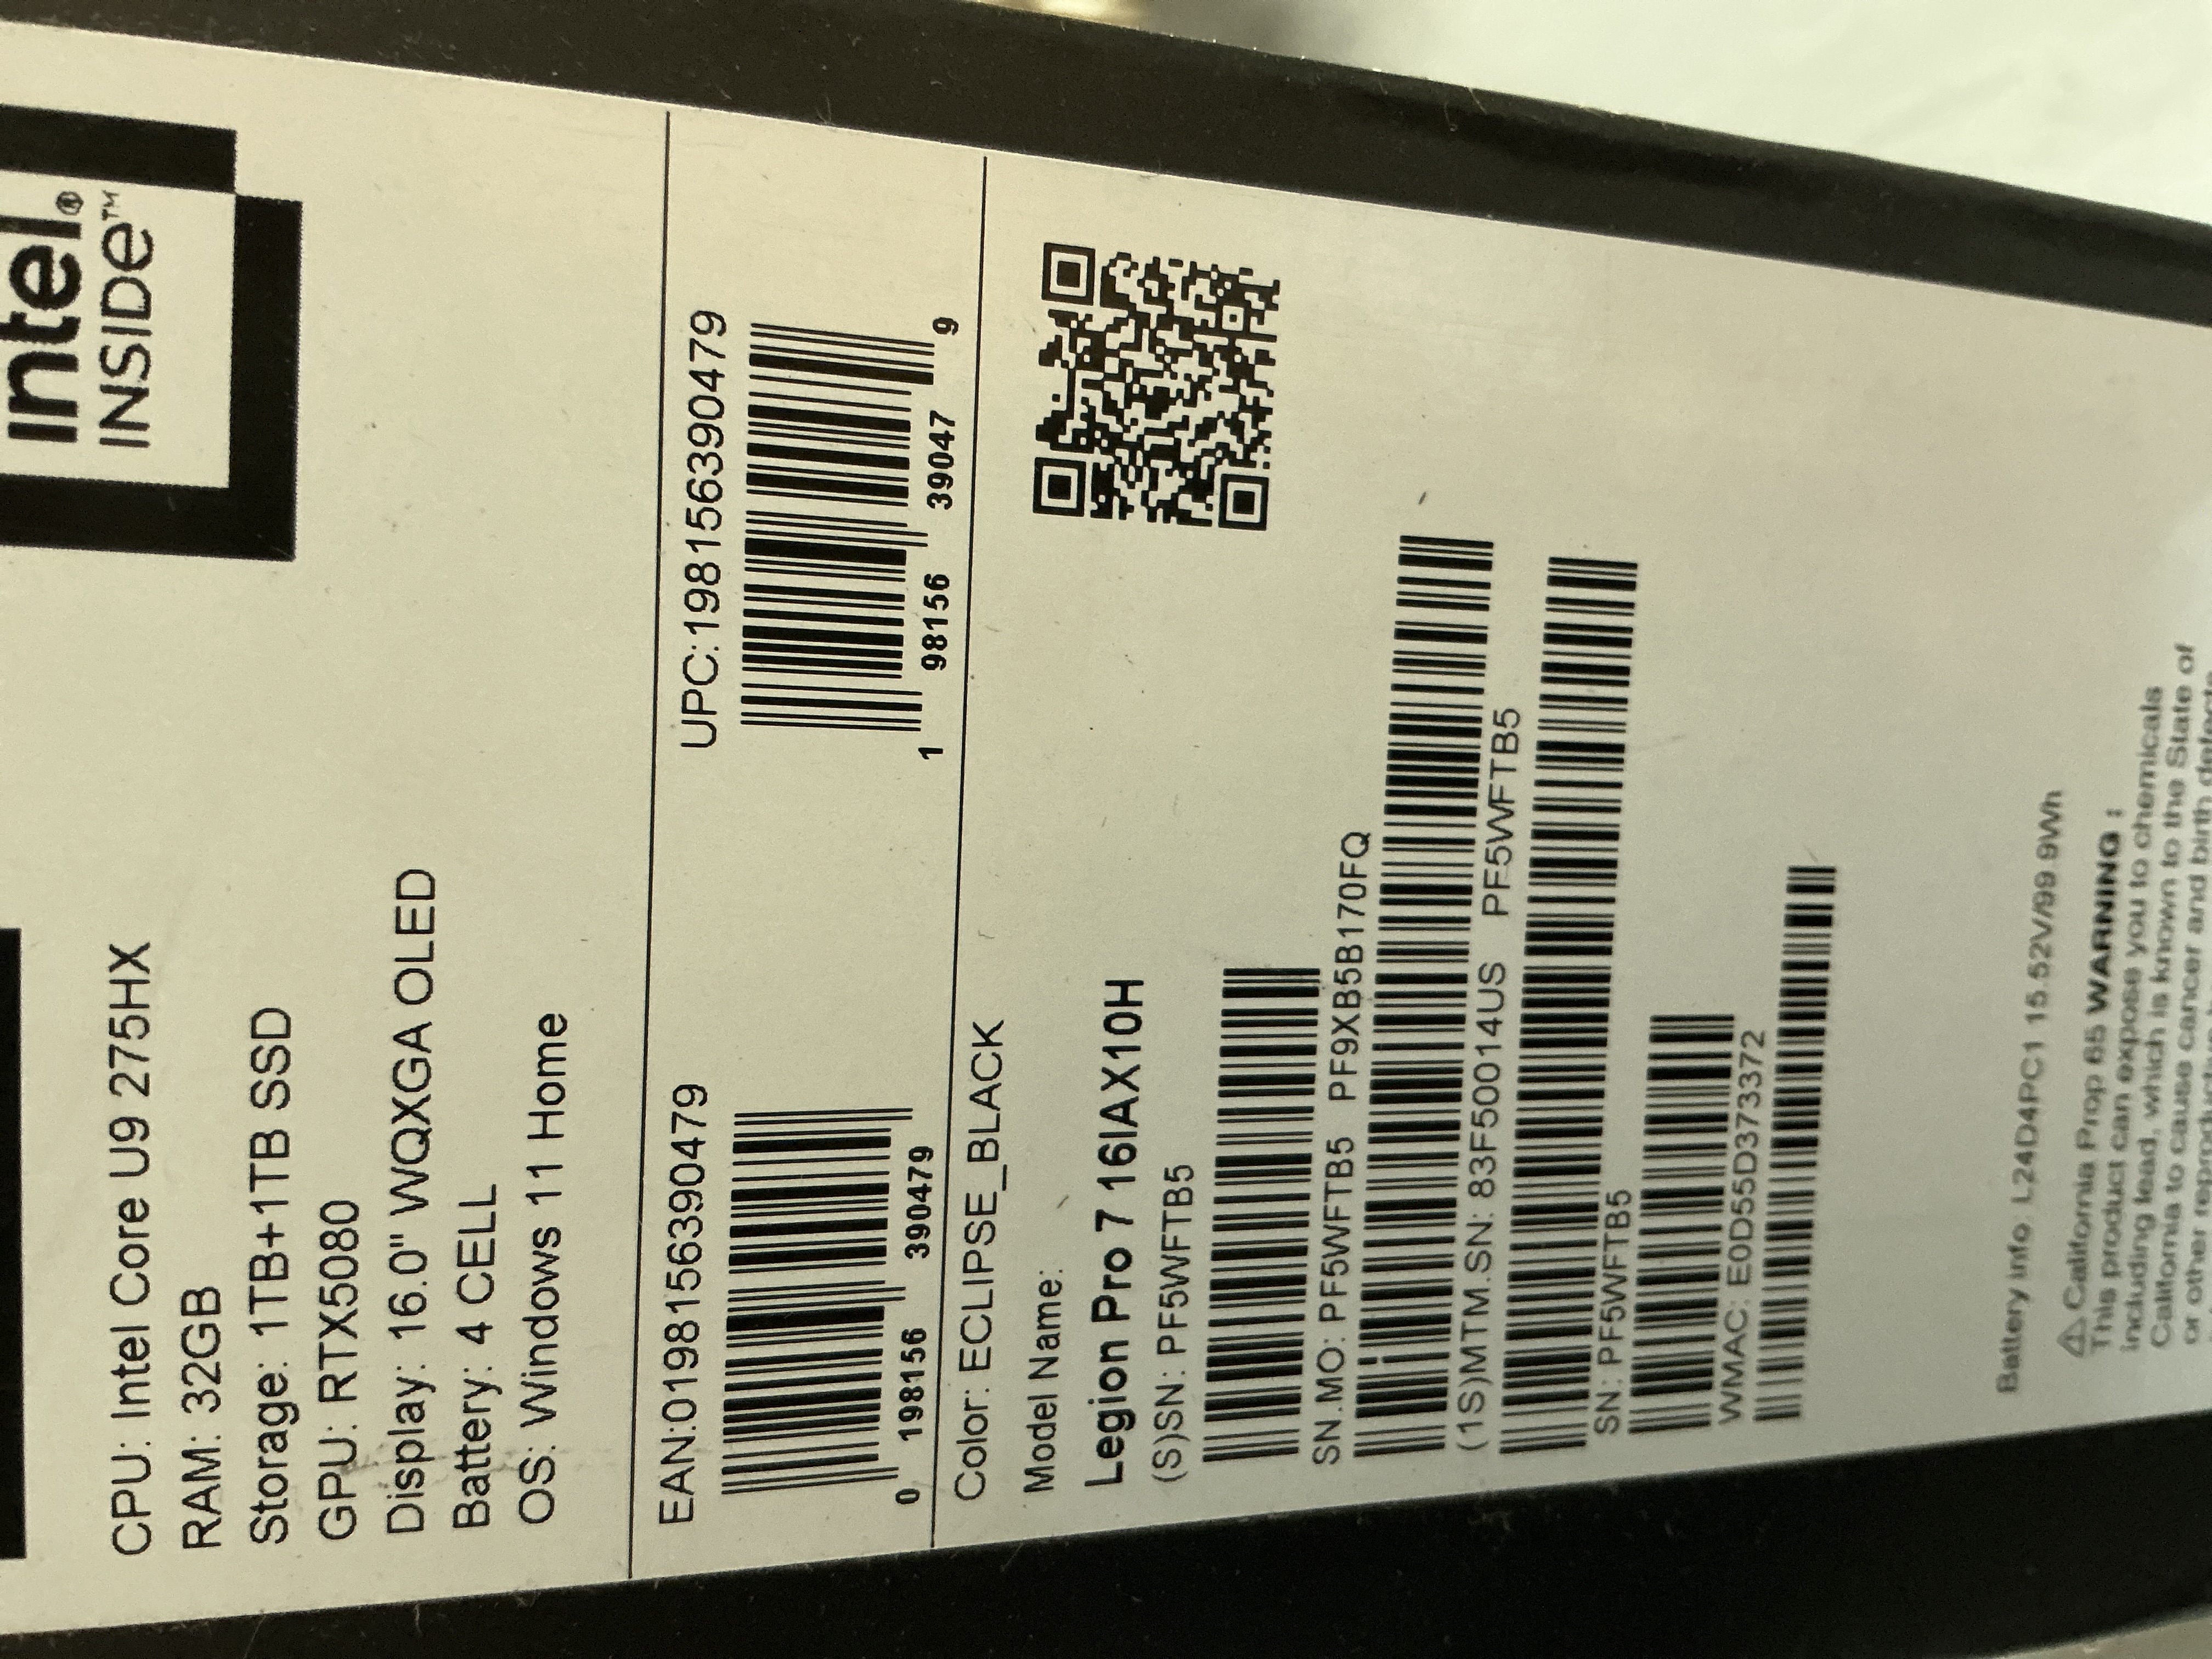 intel®
INSIDE™
CPU: Intel Core U9 275HX
RAM: 32GB
Storage: 1TB+1TB SSD
GPU: RTX5080
Display: 16.0" WQXGA OLED
Battery: 4 CELL
OS: Windows 11 Home
EAN:0198156390479
0 198156 390479
UPC:198156390479
1 98156 39047 9
Color: ECLIPSE_BLACK
Model Name:
Legion Pro 7 16IAX10H
(S)SN: PF5WFTB5
SN.MO: PF5WFTB5 PF9XB5B170FQ
(1S)MTM.SN: 83F50014US PF5WFTB5
SN: PF5WFTB5
WMAC: E0D55D373372
Battery info L24D4PC1 15.52V/99.9Wh
⚠ California Prop 65 WARNING :
This product can expose you to chemicals
including lead, which is known to the State of
California to cause cancer and birth defects
or other